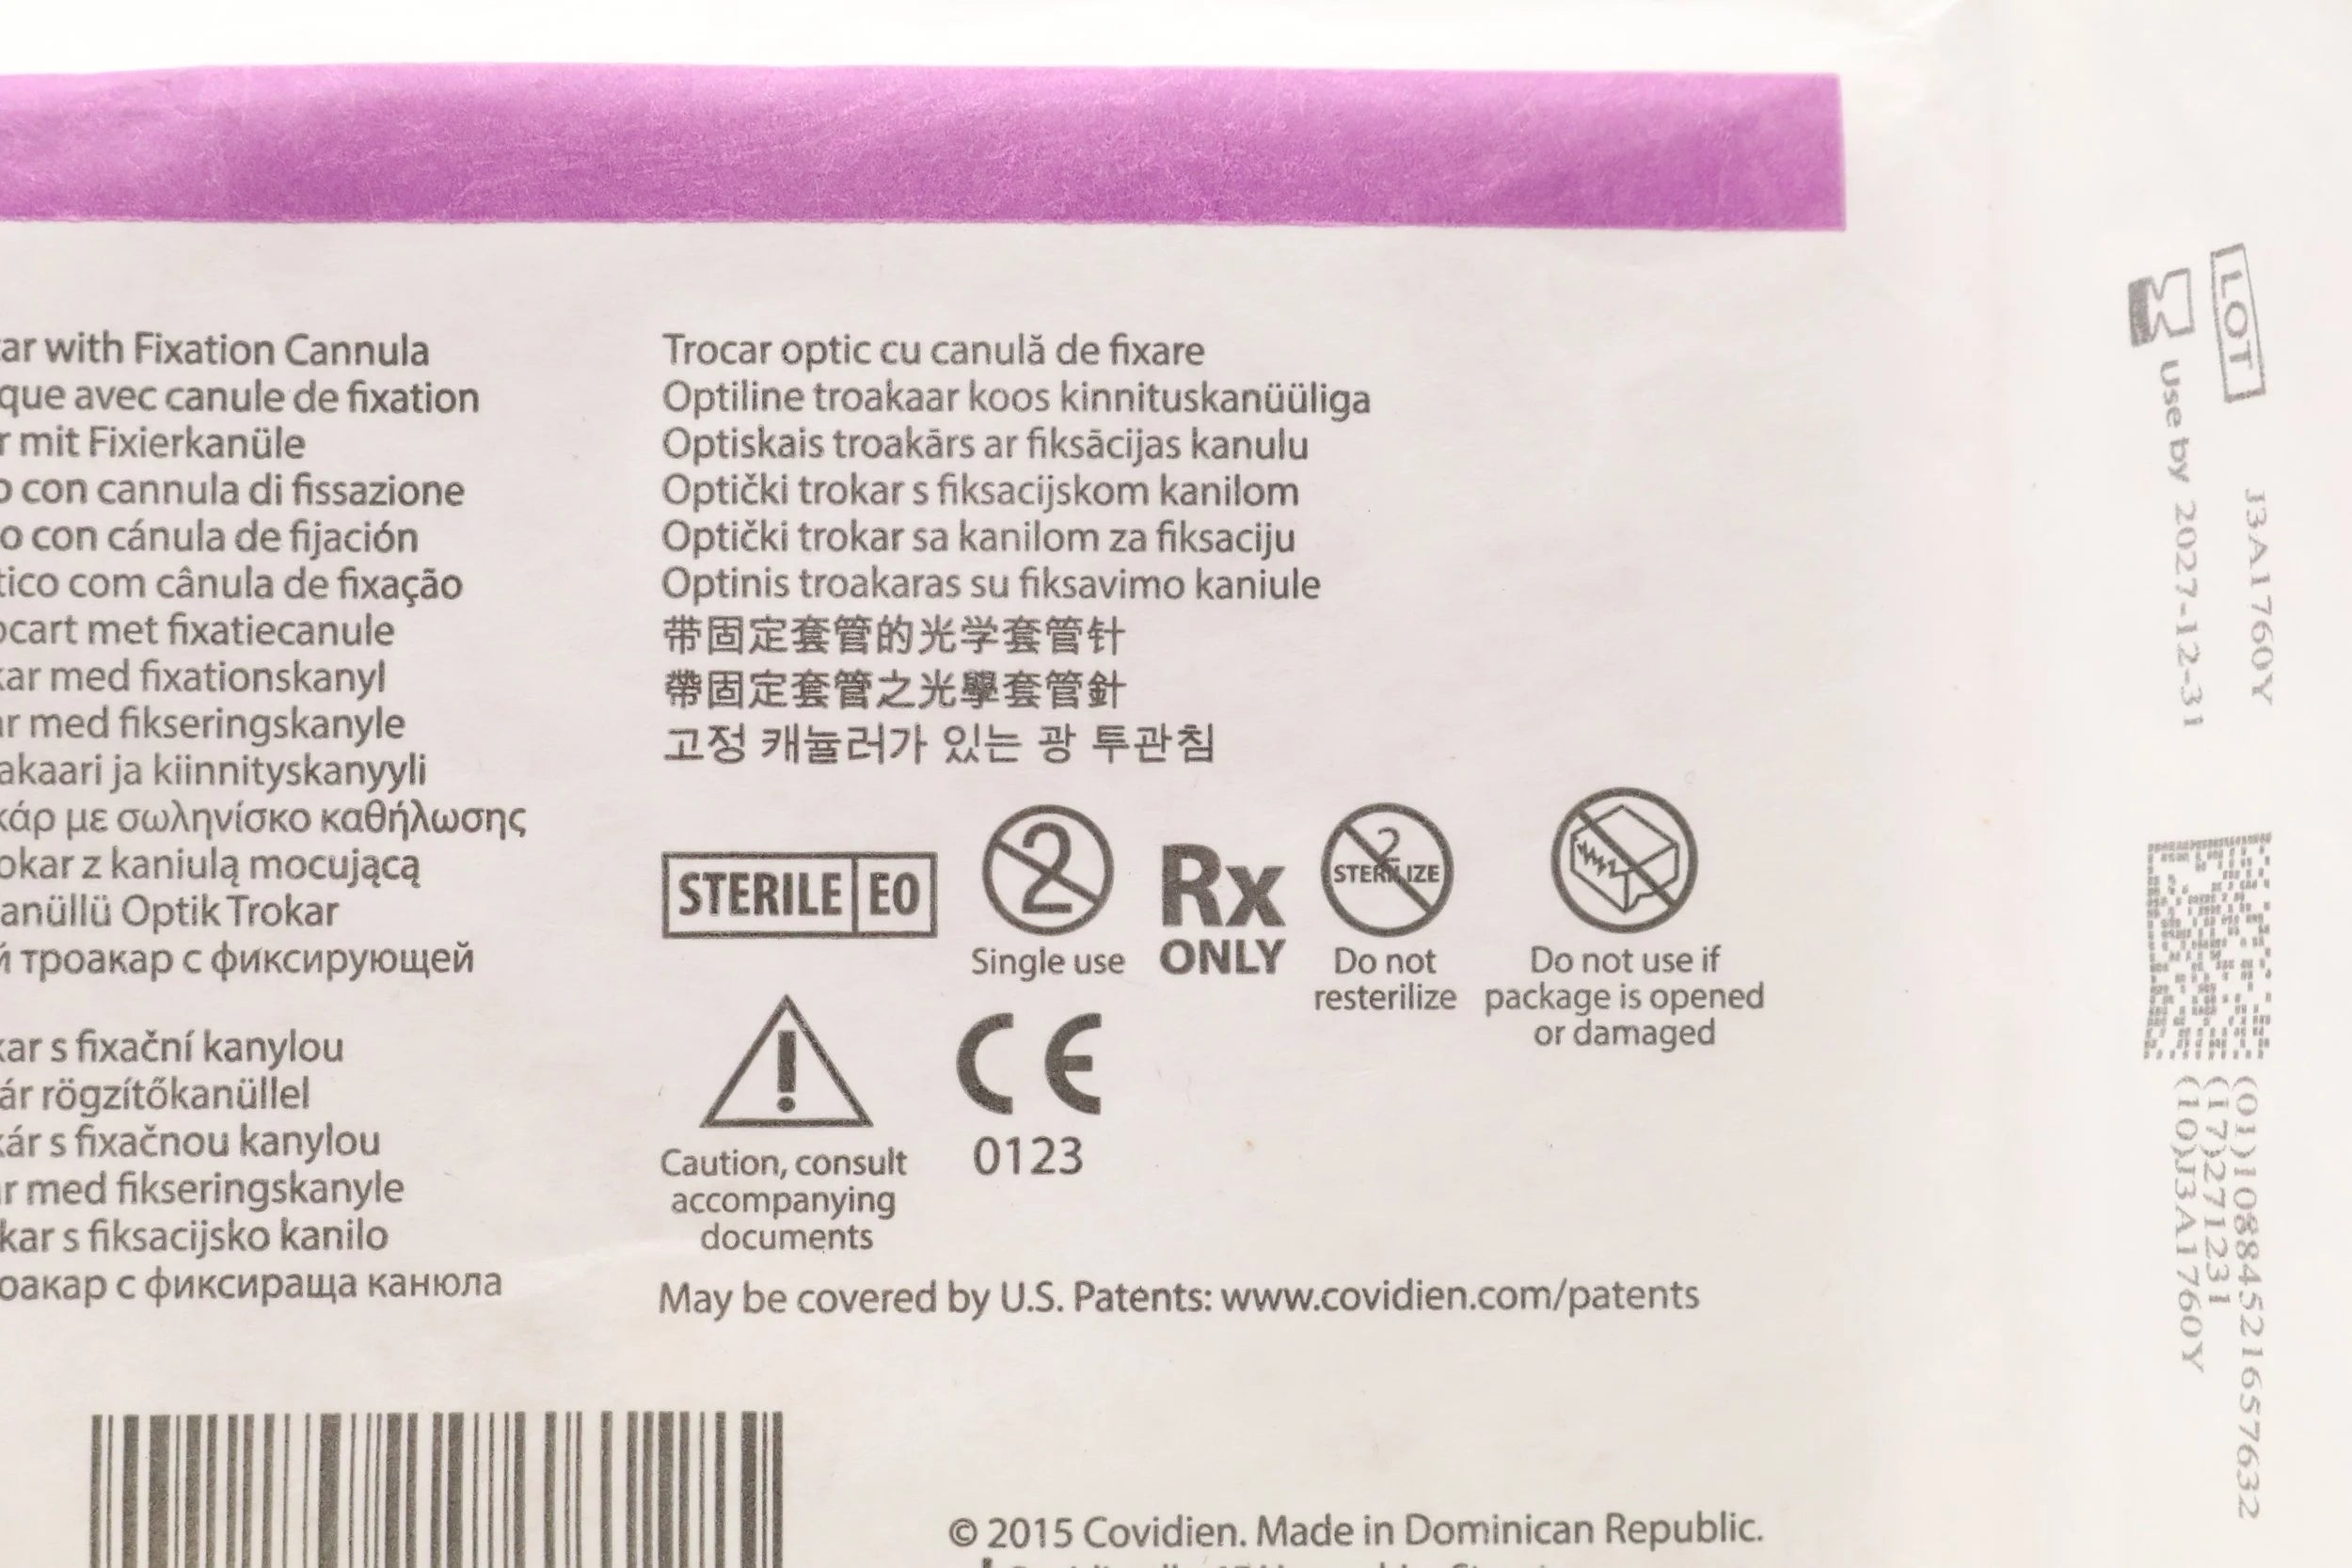 ar with Fixation Cannula
que avec canule de fixation
r mit Fixierkanüle
o con cannula di fissazione
o con cánula de fijación
tico com cânula de fixação
ocart met fixatiecanule
kar med fixationskanyl
ar med fikseringskanyle
akaari ja kiinnityskanyyli
κάρ με σωληνίσκο καθήλωσης
okar z kaniulą mocującą
anüllü Optik Trokar
й троакар с фиксирующей
kar s fixační kanylou
ár rögzítőkanüllel
kár s fixačnou kanylou
ar med fikseringskanyle
kar s fiksacijsko kanilo
оакар с фиксираща канюла
Trocar optic cu canulă de fixare
Optiline troakaar koos kinnituskanüüliga
Optiskais troakārs ar fiksācijas kanulu
Optički trokar s fiksacijskom kanilom
Optički trokar sa kanilom za fiksaciju
Optinis troakaras su fiksavimo kaniule
带固定套管的光学套管针
帶固定套管之光學套管針
고정 캐뉼러가 있는 광 투관침
STERILE EO
2
Single use
Rx
ONLY
2
STERILIZE
Do not
resterilize
Do not use if
package is opened
or damaged
Caution, consult
accompanying
documents
CE
0123
May be covered by U.S. Patents: www.covidien.com/patents
© 2015 Covidien. Made in Dominican Republic.
LOT J3A1760Y
Use by 2027-12-31
(01)10884521657632
(17)271231
(10)J3A1760Y